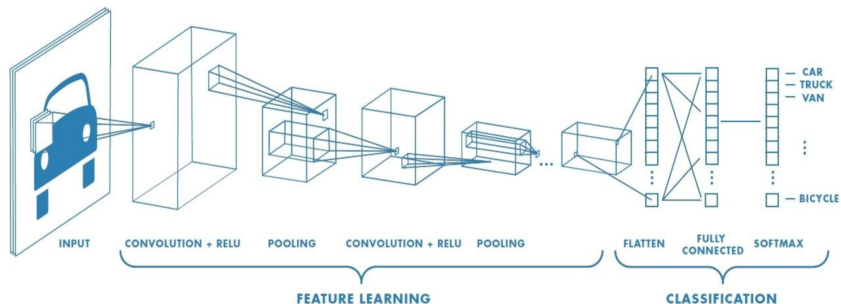 CAR
TRUCK
VAN
BICYCLE
INPUT
CONVOLUTION + RELU
POOLING
CONVOLUTION + RELU
POOLING
FLATTEN
FULLY
CONNECTED
SOFTMAX
FEATURE LEARNING
CLASSIFICATION